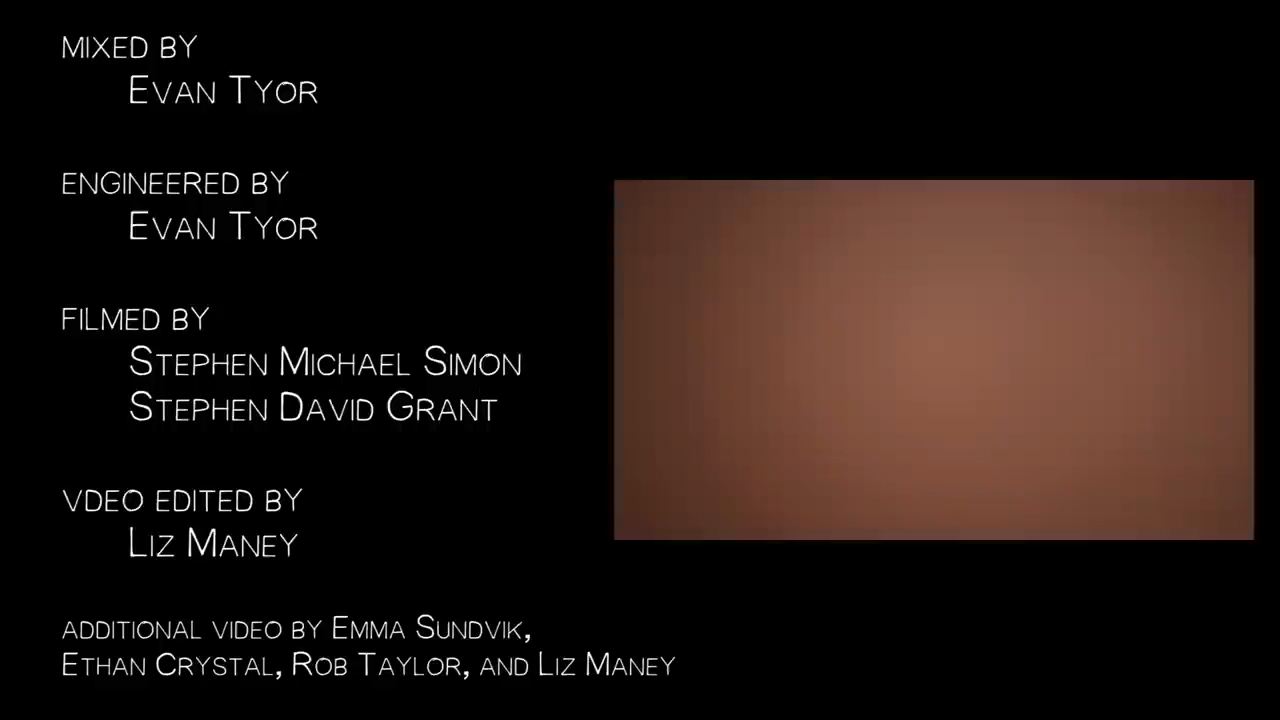 MIXED BY
EVAN TYOR
ENGINEERED BY
EVAN TYOR
FILMED BY
STEPHEN MICHAEL SIMON
STEPHEN DAVID GRANT
VDEO EDITED BY
LIZ MANEY
ADDITIONAL VIDEO BY EMMA SUNDVIK,
ETHAN CRYSTAL, ROB TAYLOR, AND LIZ MANEY